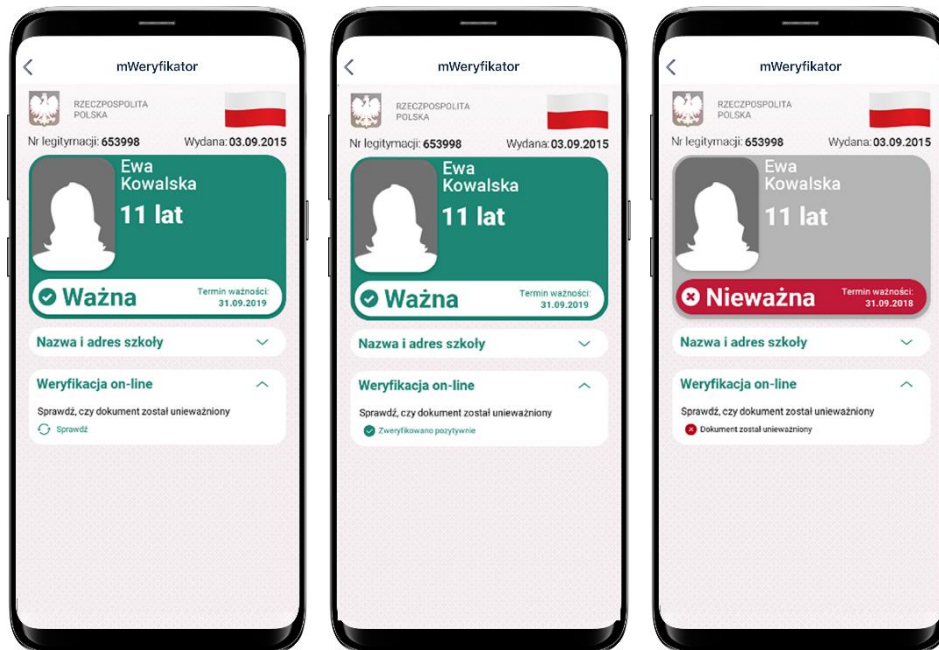 mWeryfikator
RZECZPOSPOLITA
POLSKA
Nr legitymacji: 653998 Wydana: 03.09.2015
Ewa
Kowalska
11 lat
Ważna
Termin ważności:
31.09.2019
Nazwa i adres szkoły
Weryfikacja on-line
Sprawdź, czy dokument został unieważniony
Sprawdź
mWeryfikator
RZECZPOSPOLITA
POLSKA
Nr legitymacji: 653998 Wydana: 03.09.2015
Ewa
Kowalska
11 lat
Ważna
Termin ważności:
31.09.2019
Nazwa i adres szkoły
Weryfikacja on-line
Sprawdź, czy dokument został unieważniony
Zweryfikowano pozytywnie
mWeryfikator
RZECZPOSPOLITA
POLSKA
Nr legitymacji: 653998 Wydana: 03.09.2015
Ewa
Kowalska
11 lat
Nieważna
Termin ważności:
31.09.2018
Nazwa i adres szkoły
Weryfikacja on-line
Sprawdź, czy dokument został unieważniony
Dokument został unieważniony